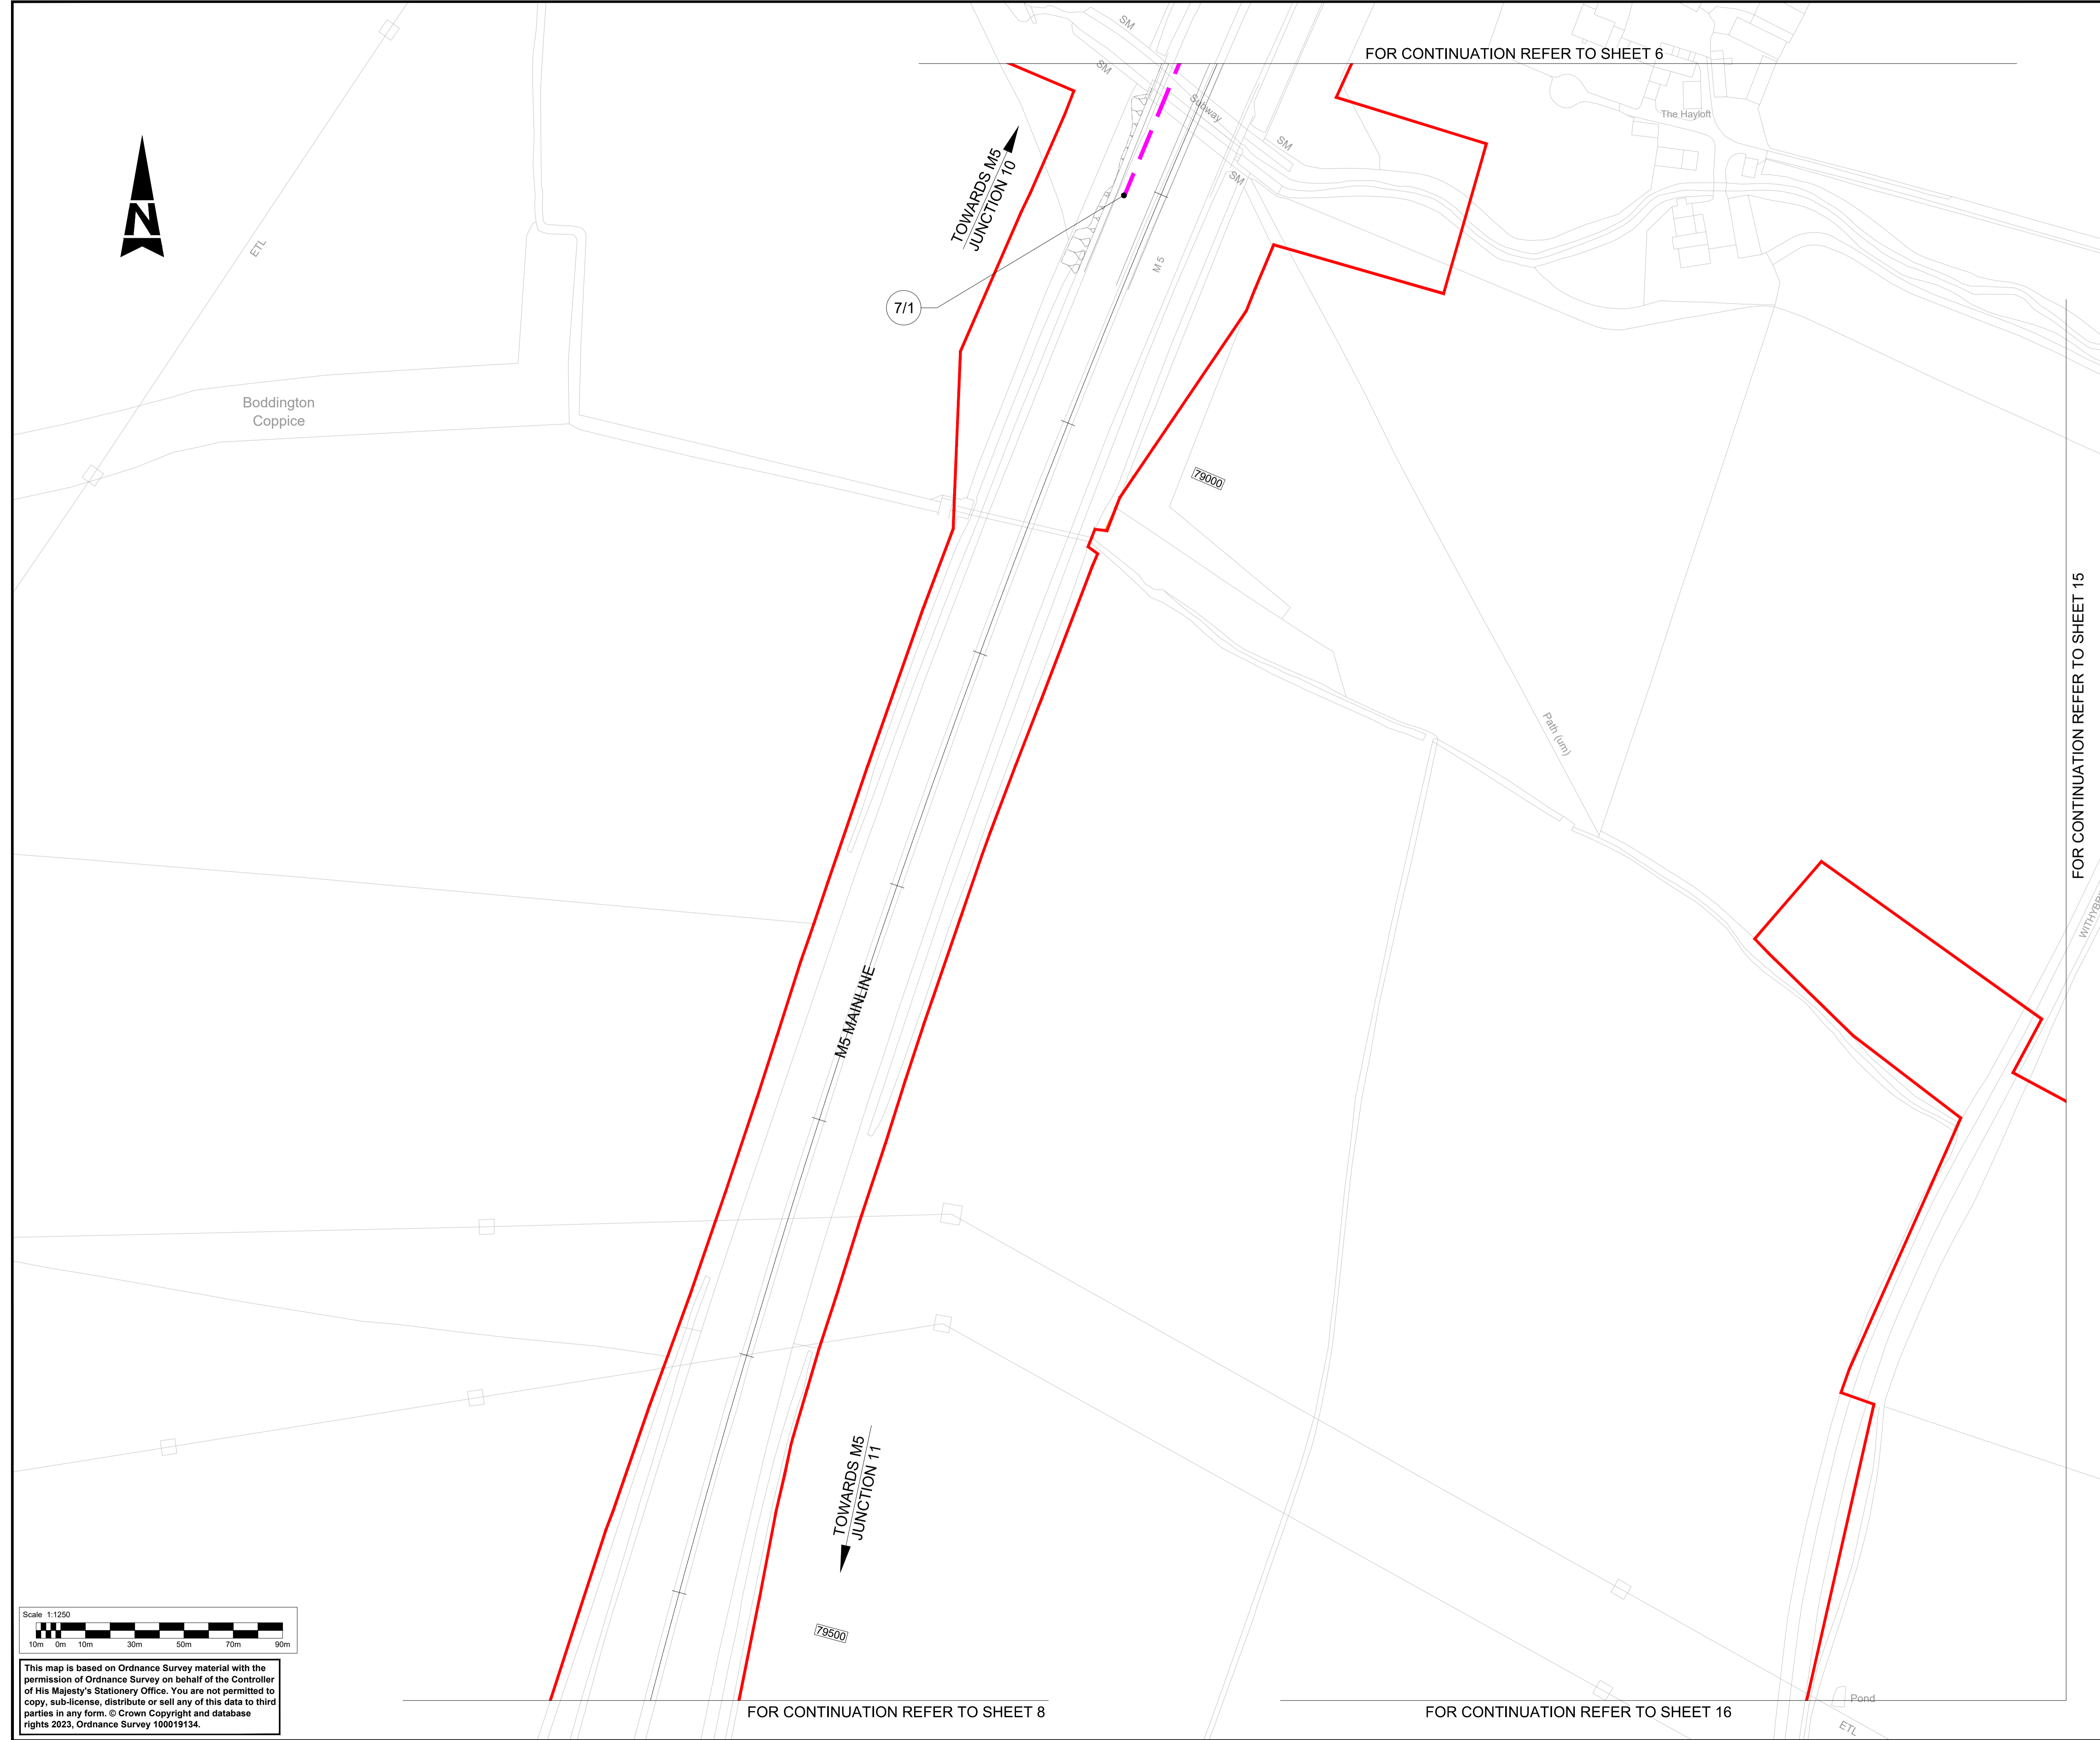 SM
FOR CONTINUATION REFER TO SHEET 6
SM
Subway
The Hayloft
SM
SM
N
TOWARDS M5
JUNCTION 10
ETL
M 5
7/1
Boddington
Coppice
79000
FOR CONTINUATION REFER TO SHEET 15
Path (um)
M5 MAINLINE
TOWARDS M5
JUNCTION 11
79500
Scale 1:1250
10m 0m 10m 30m 50m 70m 90m
This map is based on Ordnance Survey material with the
permission of Ordnance Survey on behalf of the Controller
of His Majesty's Stationery Office. You are not permitted to
copy, sub-license, distribute or sell any of this data to third
parties in any form. © Crown Copyright and database
rights 2023, Ordnance Survey 100019134.
FOR CONTINUATION REFER TO SHEET 8
FOR CONTINUATION REFER TO SHEET 16
Pond
ETL